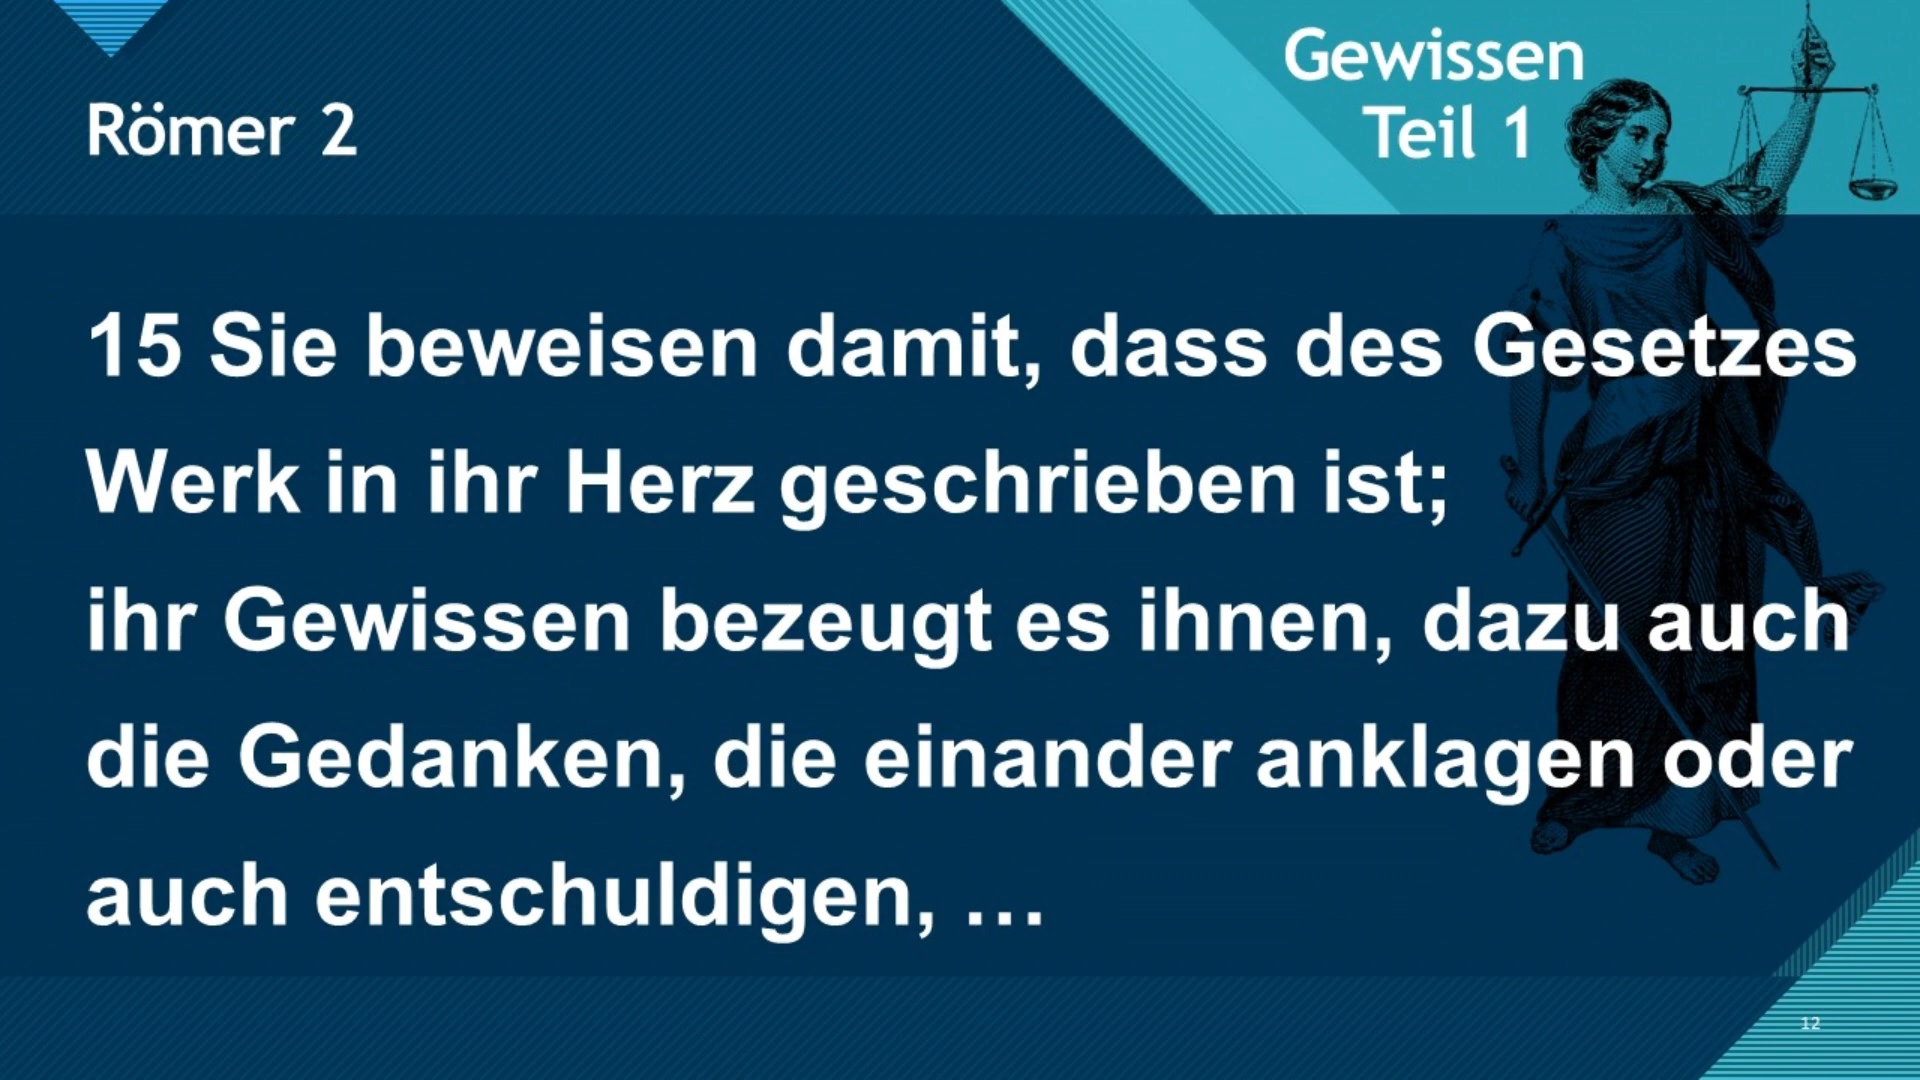 Gewissen
Teil 1
Römer 2
15 Sie beweisen damit, dass des Gesetzes
Werk in ihr Herz geschrieben ist;
ihr Gewissen bezeugt es ihnen, dazu auch
die Gedanken, die einander anklagen oder
auch entschuldigen, …
12